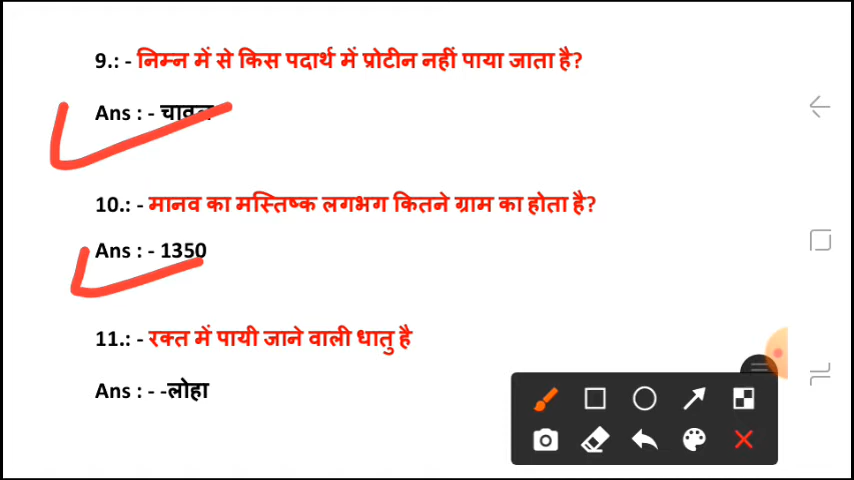 9.: - निम्न में से किस पदार्थ में प्रोटीन नहीं पाया जाता है?
Ans : - चावल
10.: - मानव का मस्तिष्क लगभग कितने ग्राम का होता है?
Ans : - 1350
11.: - रक्त में पायी जाने वाली धातु है
Ans : - -लोहा